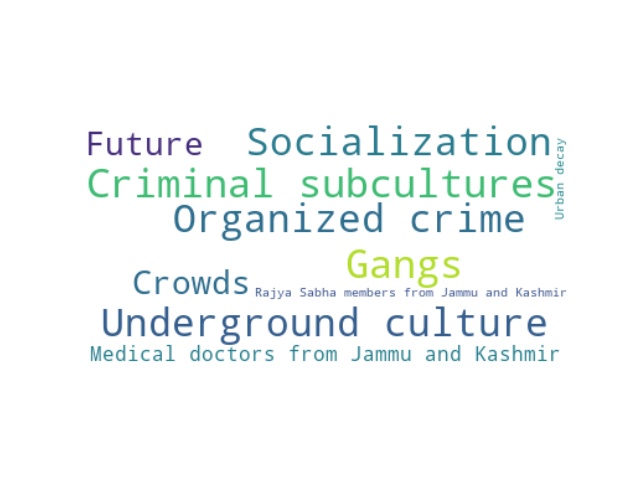 Future
Socialization
Urban decay
Criminal subcultures
Organized crime
Gangs
Crowds
Rajya Sabha members from Jammu and Kashmir
Underground culture
Medical doctors from Jammu and Kashmir